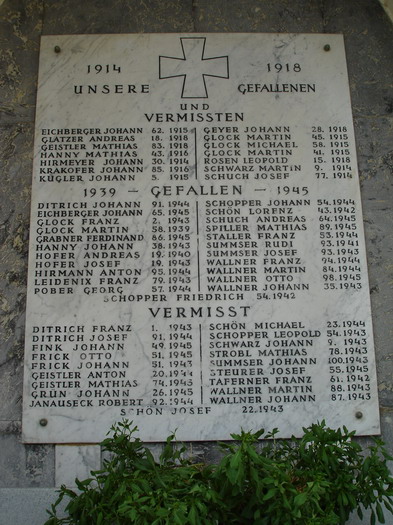 1914 1918
UNSERE GEFALLENEN
UND
VERMISSTEN
EICHBERGER JOHANN 62. 1915
GLATZER ANDREAS 18. 1918
GEISTLER MATHIAS 83. 1918
HANNY MATHIAS 43. 1916
HIRMEYER JOHANN 30. 1914
KRAKOFER JOHANN 85. 1916
KÜGLER JOHANN 5. 1915
GEYER JOHANN 28. 1918
GLOCK MARTIN 45. 1915
GLOCK MICHAEL 58. 1915
GLOCK MARTIN 41. 1915
ROSEN LEOPOLD 15. 1918
SCHWARZ MARTIN 9. 1914
SCHUCH JOSEF 77. 1914
1939 – GEFALLEN – 1945
DITRICH JOHANN 91. 1944
EICHBERGER JOHANN 65. 1945
GLOCK FRANZ 2. 1943
GLOCK MARTIN 58. 1939
GRABNER FERDINAND 86. 1945
HANNY JOHANN 38. 1943
HOFER ANDREAS 19. 1940
HOFER JOSEF 19. 1943
HIRMANN ANTON 95. 1944
LEIDENIX FRANZ 79. 1943
POBER GEORG 57. 1944
SCHOPPER JOHANN 54. 1944
SCHÖN LORENZ 43. 1942
SCHUCH ANDREAS 64. 1945
SPILLER MATHIAS 89. 1945
STALLER FRANZ 53. 1944
SUMMSER RUDI 93. 1941
SUMMSER JOSEF 93. 1943
WALLNER FRANZ 94. 1944
WALLNER MARTIN 84. 1944
WALLNER OTTO 98. 1945
WALLNER JOHANN 35. 1943
SCHOPPER FRIEDRICH 54. 1942
VERMISST
DITRICH FRANZ 1. 1943
DITRICH JOSEF 91. 1944
FINK JOHANN 49. 1945
FRICK OTTO 51. 1945
FRICK JOHANN 51. 1943
GEISTLER ANTON 20. 1944
GEISTLER MATHIAS 74. 1943
GRÜN JOHANN 26. 1945
JANAUSECK ROBERT 92. 1944
SCHÖN MICHAEL 23. 1944
SCHOPPER LEOPOLD 54. 1943
SCHWARZ JOHANN 9. 1943
STROBL MATHIAS 78. 1943
SUMMSER JOHANN 100. 1943
STEURER JOSEF 55. 1945
TAFERNER FRANZ 61. 1942
WALLNER MARTIN 88. 1943
WALLNER JOHANN 87. 1943
SCHÖN JOSEF 22. 1943